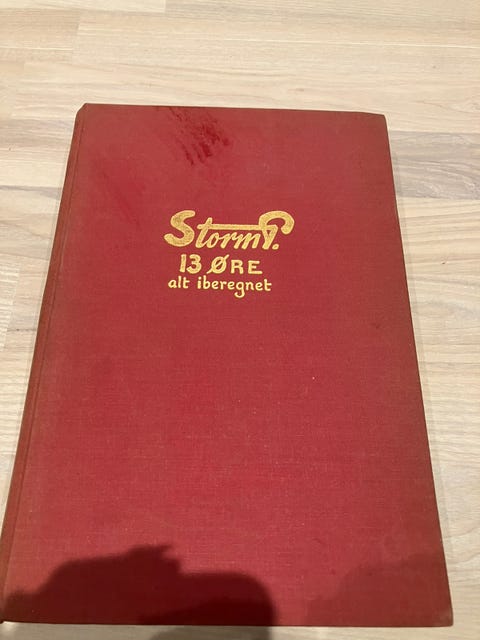 Storm P.
13 ØRE
alt iberegnet